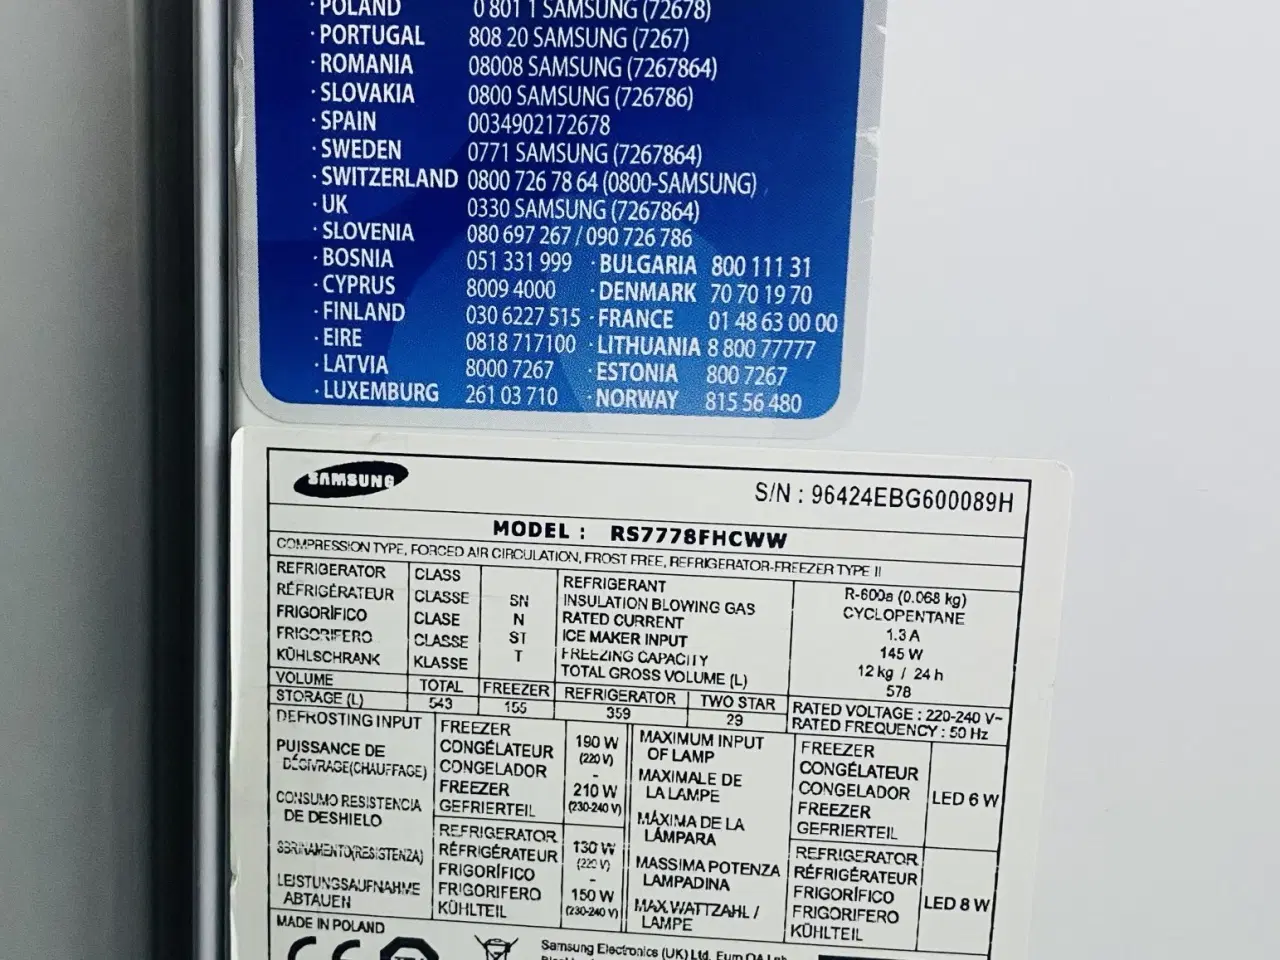 · POLAND 0 801 1 SAMSUNG (72678)
· PORTUGAL 808 20 SAMSUNG (7267)
· ROMANIA 08008 SAMSUNG (7267864)
· SLOVAKIA 0800 SAMSUNG (726786)
· SPAIN 0034902172678
· SWEDEN 0771 SAMSUNG (7267864)
· SWITZERLAND 0800 726 78 64 (0800-SAMSUNG)
· UK 0330 SAMSUNG (7267864)
· SLOVENIA 080 697 267 / 090 726 786
· BOSNIA 051 331 999 · BULGARIA 800 111 31
· CYPRUS 8009 4000 · DENMARK 70 70 19 70
· FINLAND 030 6227 515 · FRANCE 01 48 63 00 00
· EIRE 0818 717100 · LITHUANIA 8 800 77777
· LATVIA 8000 7267 · ESTONIA 800 7267
· LUXEMBURG 261 03 710 · NORWAY 815 56 480
SAMSUNG S/N : 96424EBG600089H
MODEL : RS7778FHCWW
COMPRESSION TYPE, FORCED AIR CIRCULATION, FROST FREE, REFRIGERATOR-FREEZER TYPE II
REFRIGERATOR CLASS REFRIGERANT R-600a (0.068 kg)
RÉFRIGÉRATEUR CLASSE SN INSULATION BLOWING GAS CYCLOPENTANE
FRIGORÍFICO CLASE N RATED CURRENT 1.3 A
FRIGORIFERO CLASSE ST ICE MAKER INPUT 145 W
KÜHLSCHRANK KLASSE T FREEZING CAPACITY 12 kg / 24 h
TOTAL GROSS VOLUME (L) 578
VOLUME TOTAL FREEZER REFRIGERATOR TWO STAR RATED VOLTAGE : 220-240 V~
STORAGE (L) 543 155 359 29 RATED FREQUENCY : 50 Hz
DEFROSTING INPUT
PUISSANCE DE
DÉGIVRAGE(CHAUFFAGE)
CONSUMO RESISTENCIA
DE DESHIELO
SBRINAMENTO(RESISTENZA)
LEISTUNGSAUFNAHME
ABTAUEN
FREEZER
CONGÉLATEUR
CONGELADOR
FREEZER
GEFRIERTEIL
190 W
(220 V)
-
210 W
(230-240 V)
REFRIGERATOR
RÉFRIGÉRATEUR
FRIGORÍFICO
FRIGORIFERO
KÜHLTEIL
130 W
(220 V)
-
150 W
(230-240 V)
MAXIMUM INPUT
OF LAMP
MAXIMALE DE
LA LAMPE
MÁXIMA DE LA
LÁMPARA
MASSIMA POTENZA
LAMPADINA
MAX.WATTZAHL /
LAMPE
FREEZER
CONGÉLATEUR
CONGELADOR
FREEZER
GEFRIERTEIL
LED 6 W
REFRIGERATOR
RÉFRIGÉRATEUR
FRIGORÍFICO
FRIGORIFERO
KÜHLTEIL
LED 8 W
MADE IN POLAND
CE
Samsung Electronics (UK) Ltd, Euro QA Lab.